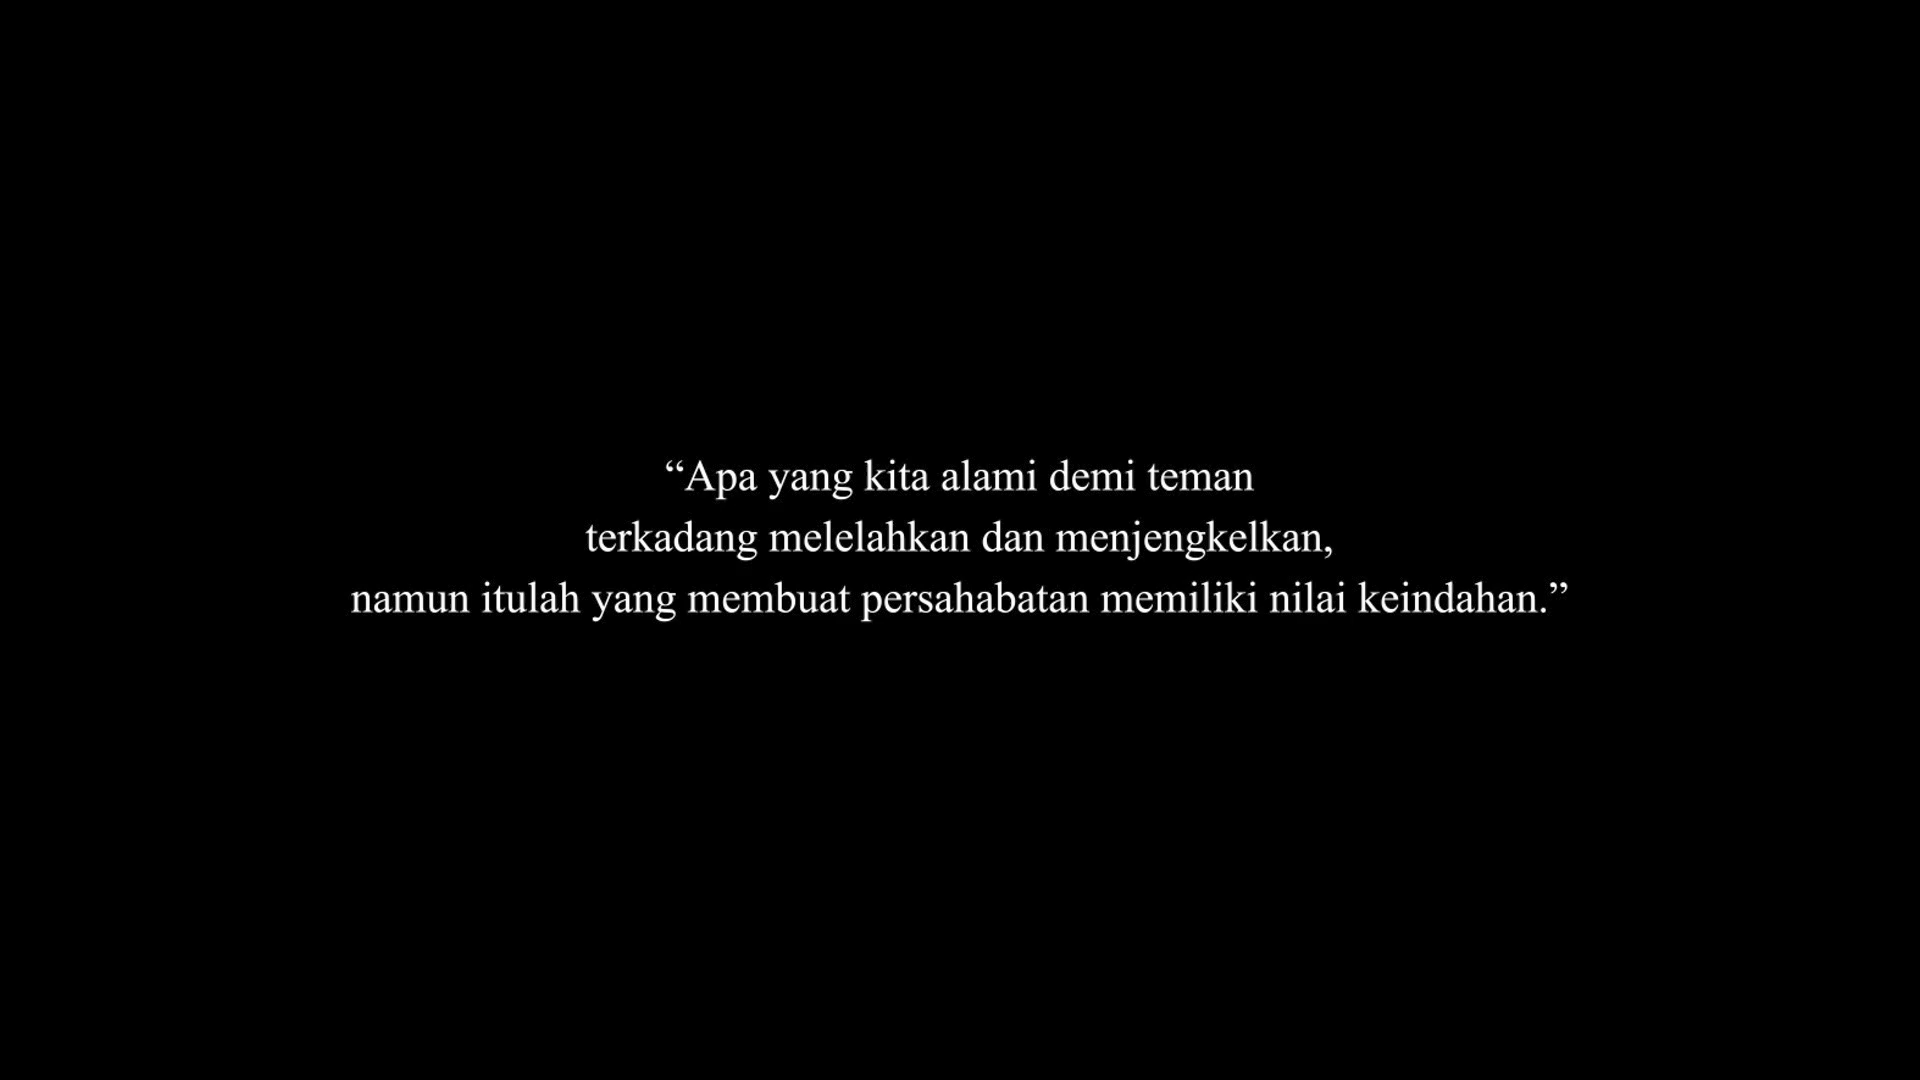 “Apa yang kita alami demi teman
terkadang melelahkan dan menjengkelkan,
namun itulah yang membuat persahabatan memiliki nilai keindahan.”